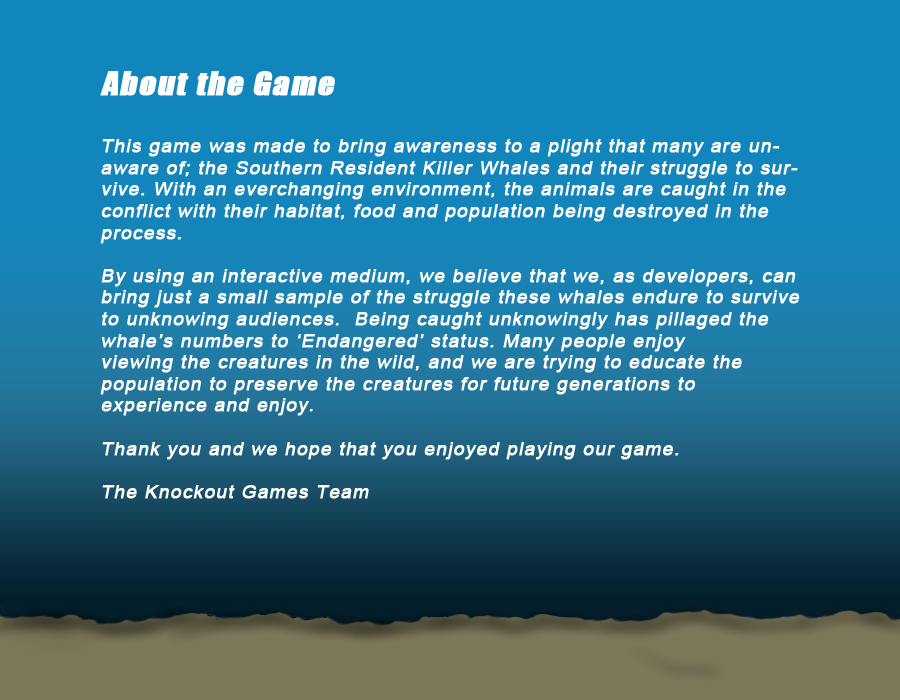 About the Game
This game was made to bring awareness to a plight that many are un-
aware of; the Southern Resident Killer Whales and their struggle to sur-
vive. With an everchanging environment, the animals are caught in the
conflict with their habitat, food and population being destroyed in the
process.
By using an interactive medium, we believe that we, as developers, can
bring just a small sample of the struggle these whales endure to survive
to unknowing audiences.  Being caught unknowingly has pillaged the
whale's numbers to ‘Endangered’ status. Many people enjoy
viewing the creatures in the wild, and we are trying to educate the
population to preserve the creatures for future generations to
experience and enjoy.
Thank you and we hope that you enjoyed playing our game.
The Knockout Games Team